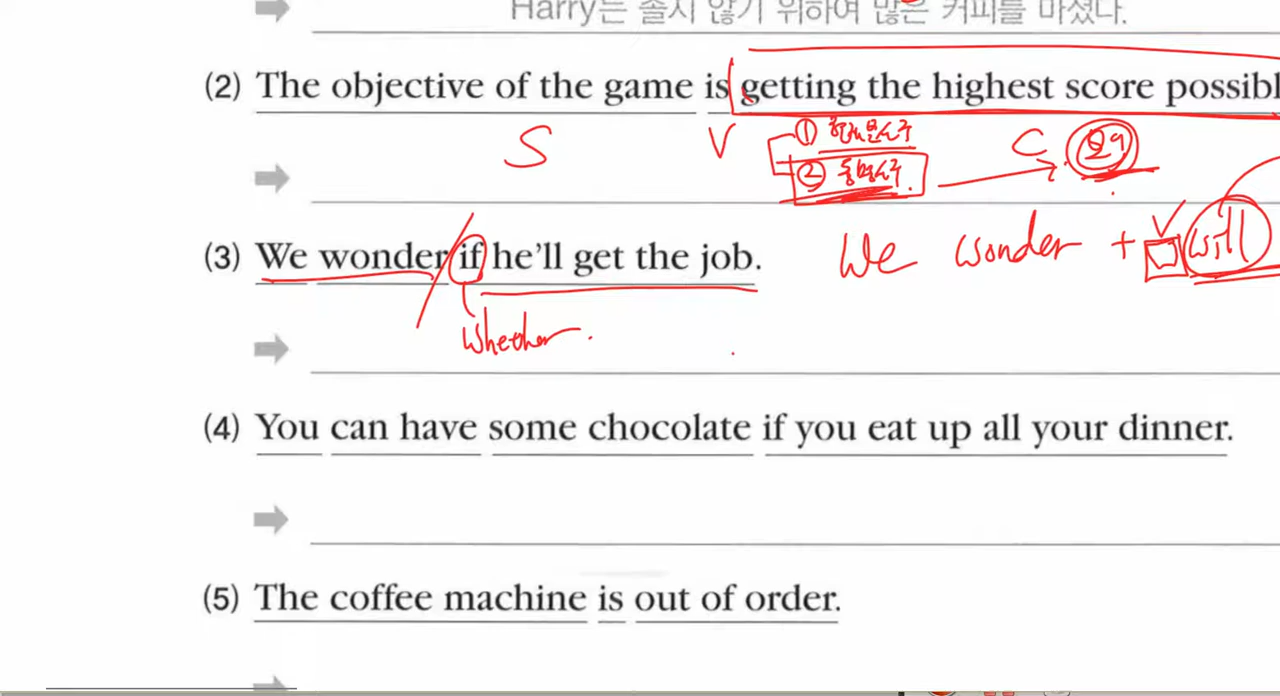 Harry는 졸지 않기 위하여 많은 커피를 마셨다.
(2) The objective of the game is getting the highest score possibl
S V ① 현재분사구 C 보어
② 동명사구
(3) We wonder if he'll get the job. We wonder + will
whether
(4) You can have some chocolate if you eat up all your dinner.
(5) The coffee machine is out of order.